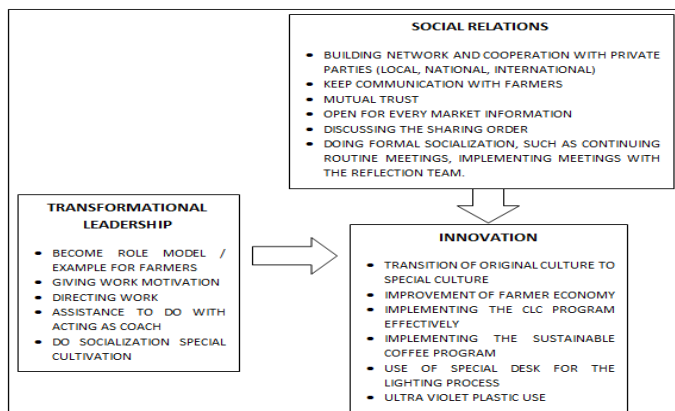 SOCIAL RELATIONS
• BUILDING NETWORK AND COOPERATION WITH PRIVATE
PARTIES (LOCAL, NATIONAL, INTERNATIONAL)
• KEEP COMMUNICATION WITH FARMERS
• MUTUAL TRUST
• OPEN FOR EVERY MARKET INFORMATION
• DISCUSSING THE SHARING ORDER
• DOING FORMAL SOCIALIZATION, SUCH AS CONTINUING
ROUTINE MEETINGS, IMPLEMENTING MEETINGS WITH
THE REFLECTION TEAM.
TRANSFORMATIONAL
LEADERSHIP
• BECOME ROLE MODEL /
EXAMPLE FOR FARMERS
• GIVING WORK MOTIVATION
• DIRECTING WORK
• ASSISTANCE TO DO WITH
ACTING AS COACH
• DO SOCIALIZATION SPECIAL
CULTIVATION
INNOVATION
• TRANSITION OF ORIGINAL CULTURE TO
SPECIAL CULTURE
• IMPROVEMENT OF FARMER ECONOMY
• IMPLEMENTING THE CLC PROGRAM
EFFECTIVELY
• IMPLEMENTING THE SUSTAINABLE
COFFEE PROGRAM
• USE OF SPECIAL DESK FOR THE
LIGHTING PROCESS
• ULTRA VIOLET PLASTIC USE